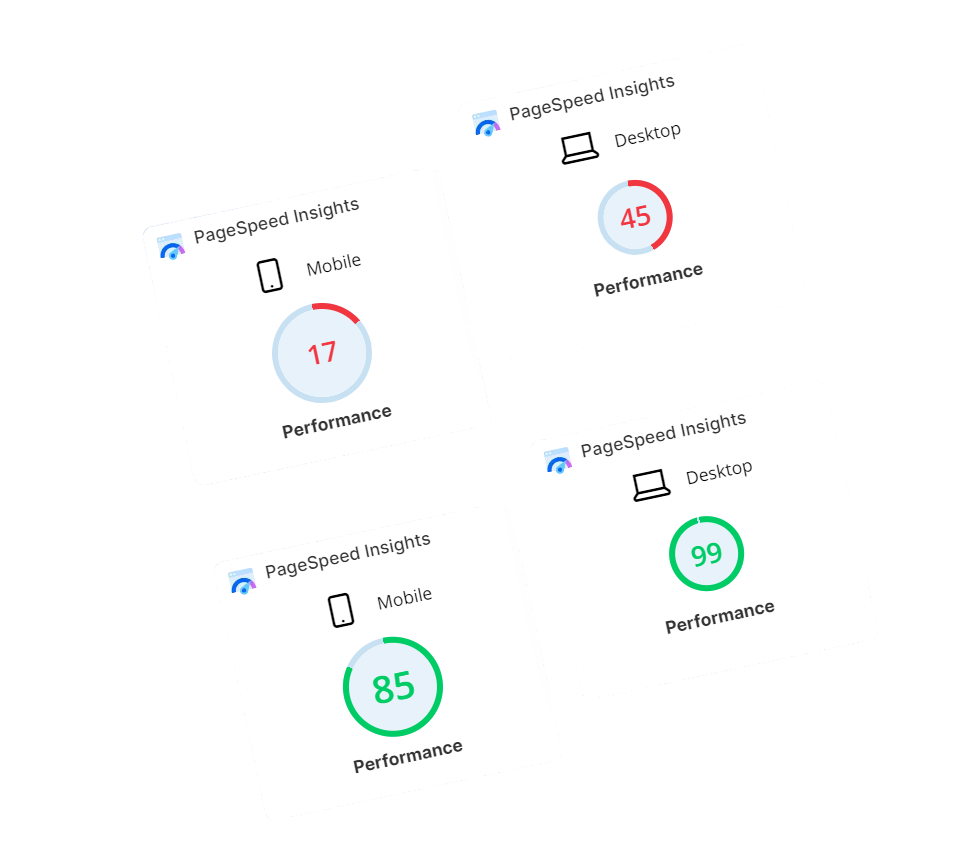 PageSpeed Insights
Mobile
17
Performance
PageSpeed Insights
Desktop
45
Performance
PageSpeed Insights
Mobile
85
Performance
PageSpeed Insights
Desktop
99
Performance